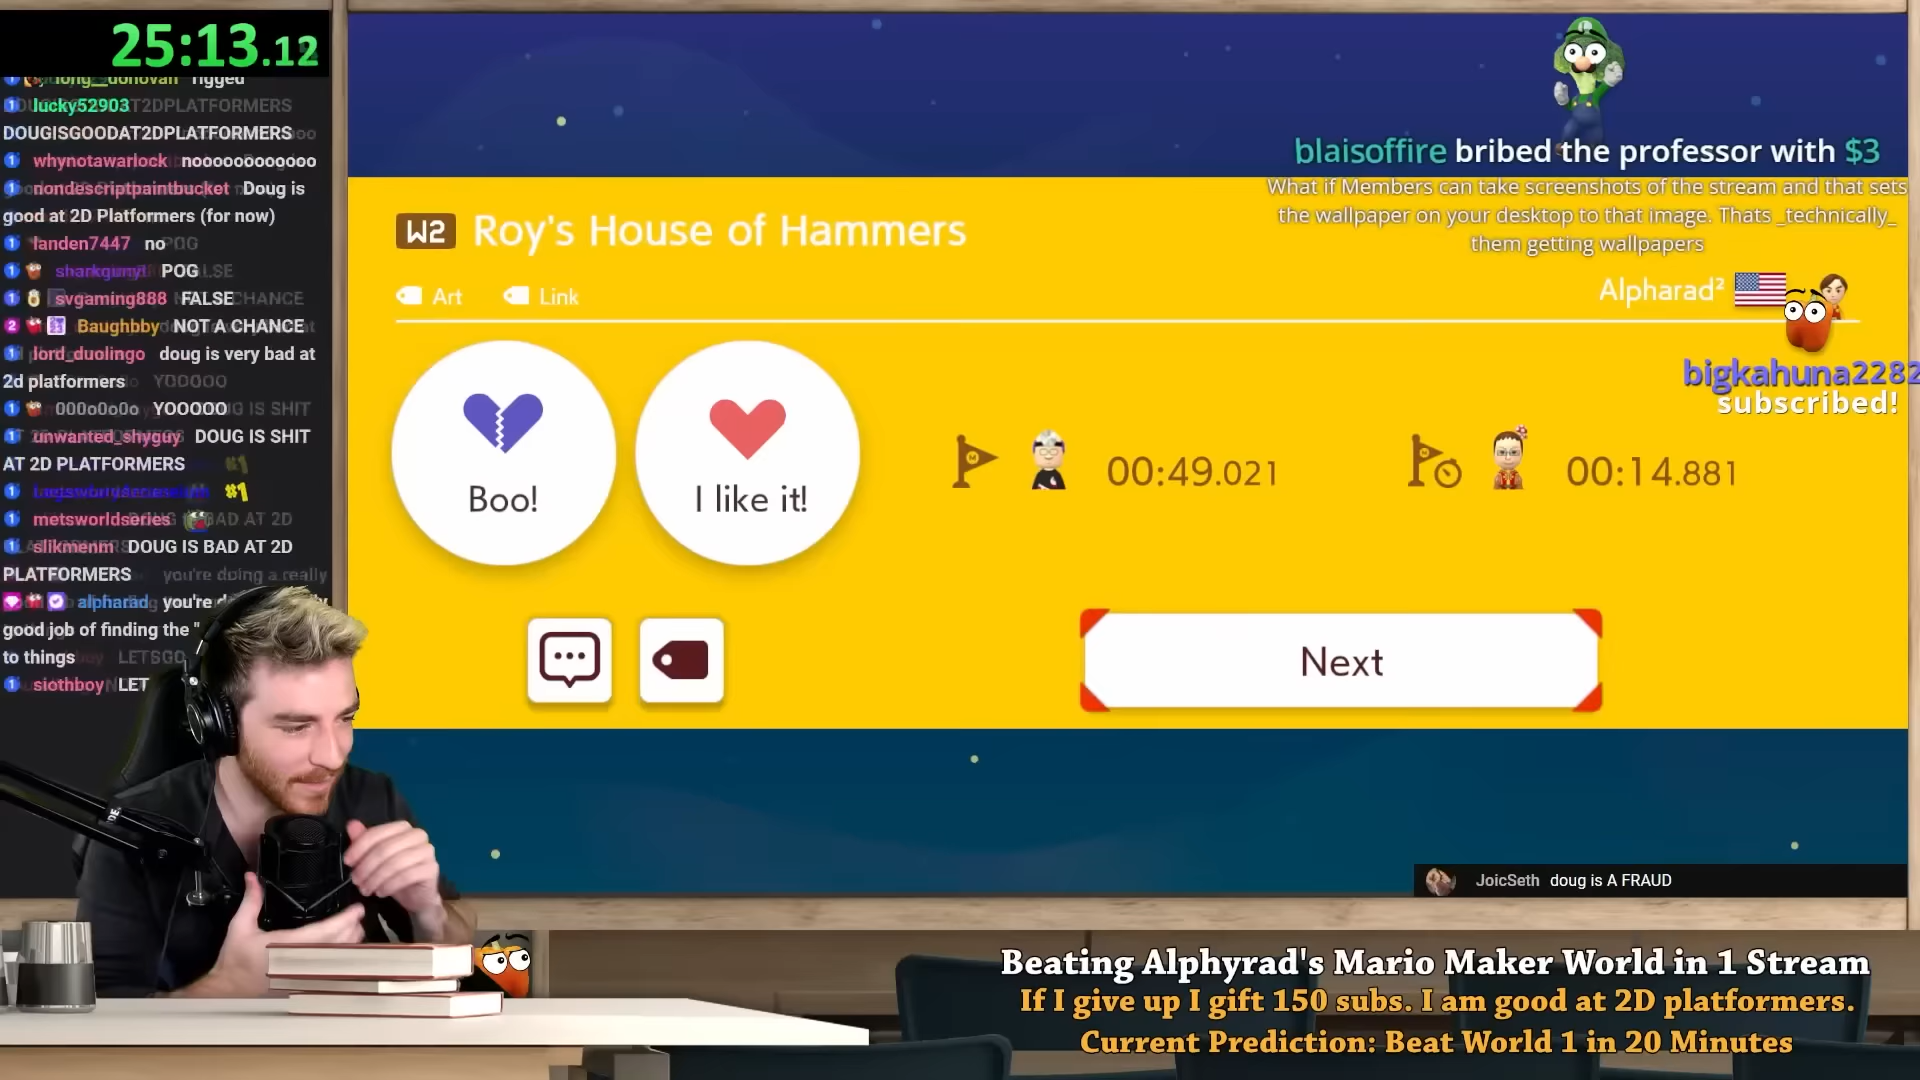 25:13.12
long__donovan rigged
lucky52903
DOUGISGOODAT2DPLATFORMERS
whynotawarlock noooooooogooo
nondescriptpaintbucket Doug is
good at 2D Platformers (for now)
landen7447 no
sharkguny! POG
svgaming888 FALSE
Baughbby NOT A CHANCE
lord_duolingo doug is very bad at
2d platformers
000o0o0o YOOOOO
unwanted_shyguy DOUG IS SHIT
AT 2D PLATFORMERS
#1
metsworldseries
slikmenm DOUG IS BAD AT 2D
PLATFORMERS
alpharad you're
good job of finding the "
to things
siothboy LET
blaisoffire bribed the professor with $3
What if Members can take screenshots of the stream and that sets
the wallpaper on your desktop to that image. Thats _technically_
them getting wallpapers
W2 Roy's House of Hammers
Art Link
Alpharad²
bigkahuna2282
subscribed!
Boo!
I like it!
00:49.021
00:14.881
Next
JoicSeth doug is A FRAUD
Beating Alphyrad's Mario Maker World in 1 Stream
If I give up I gift 150 subs. I am good at 2D platformers.
Current Prediction: Beat World 1 in 20 Minutes